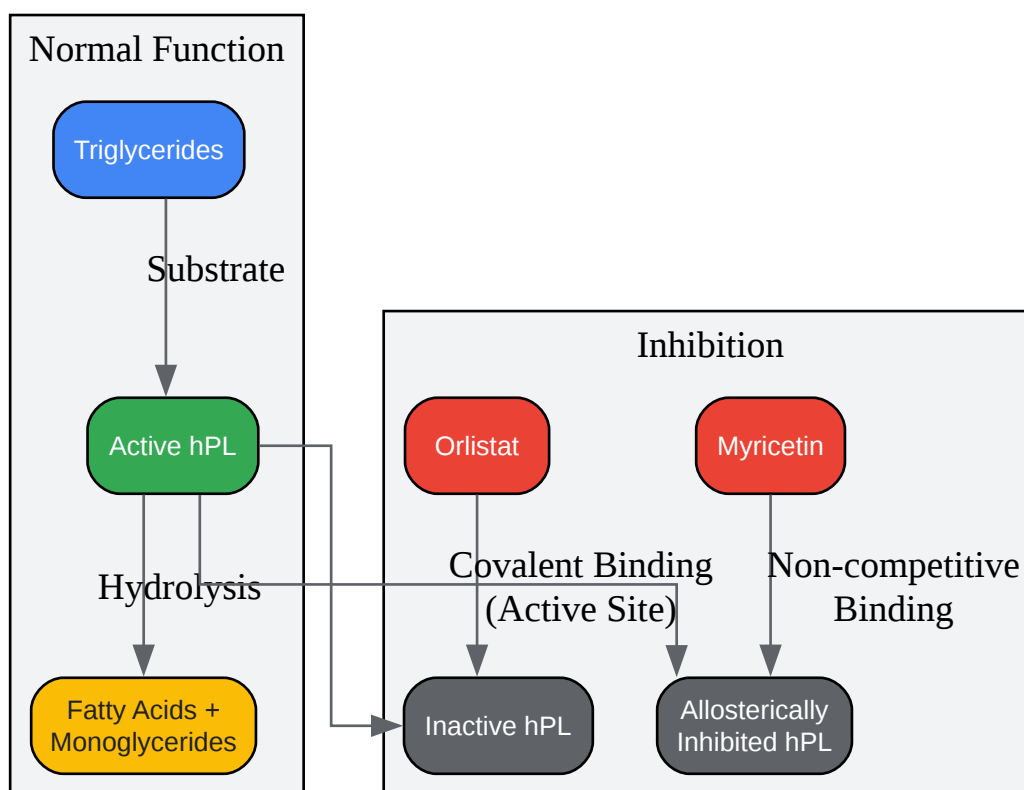 Normal Function
Triglycerides
Substrate
Inhibition
Active hPL
Orlistat
Myricetin
Hydrolysis
Covalent Binding
(Active Site)
Non-competitive
Binding
Fatty Acids +
Monoglycerides
Inactive hPL
Allosterically
Inhibited hPL